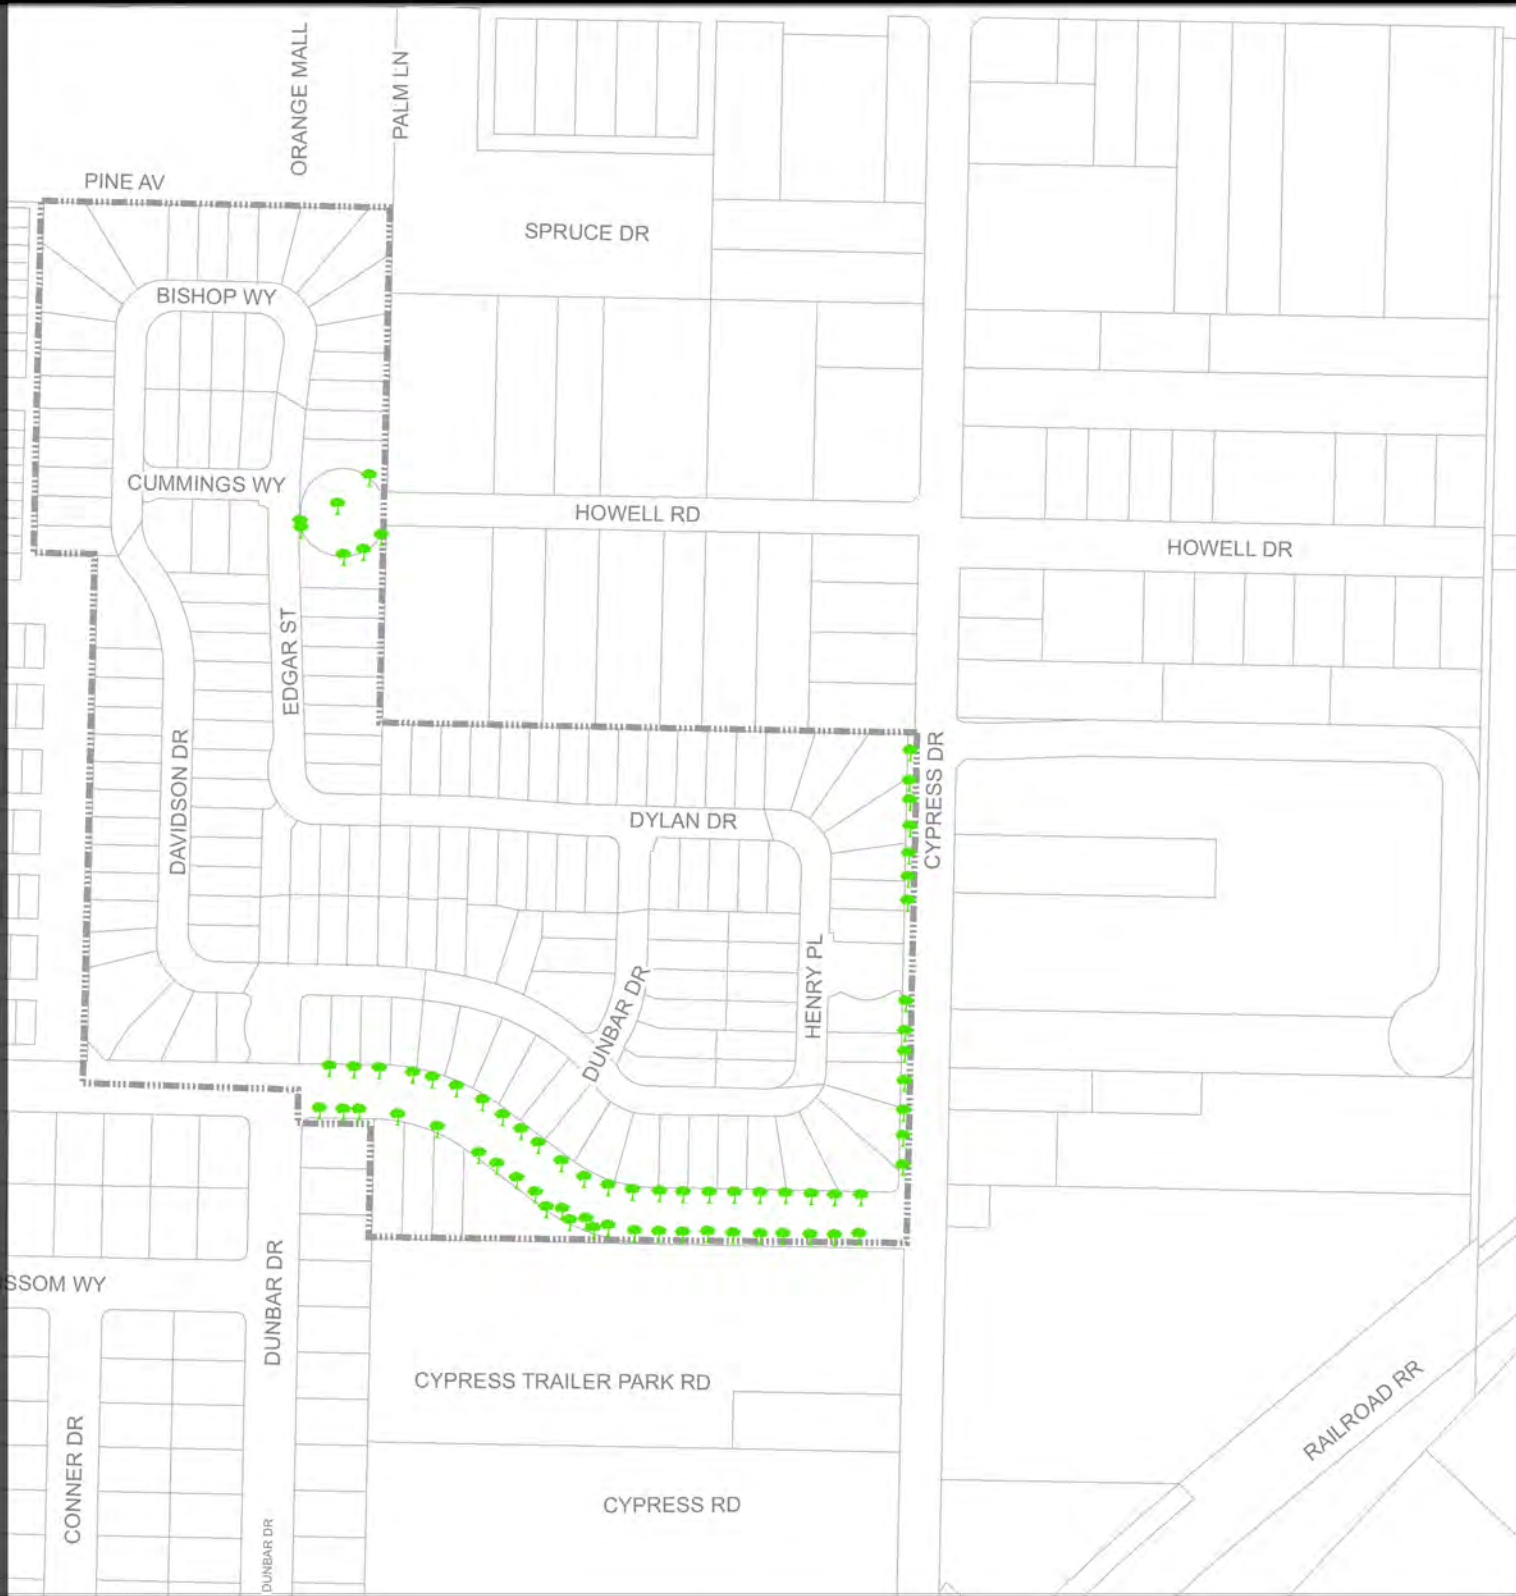 ORANGE MALL
PALM LN
PINE AV
SPRUCE DR
BISHOP WY
CUMMINGS WY
HOWELL RD
HOWELL DR
EDGAR ST
DAVIDSON DR
CYPRESS DR
DYLAN DR
HENRY PL
DUNBAR DR
DUNBAR DR
SSOM WY
CYPRESS TRAILER PARK RD
RAILROAD RR
CONNER DR
CYPRESS RD
DUNBAR DR